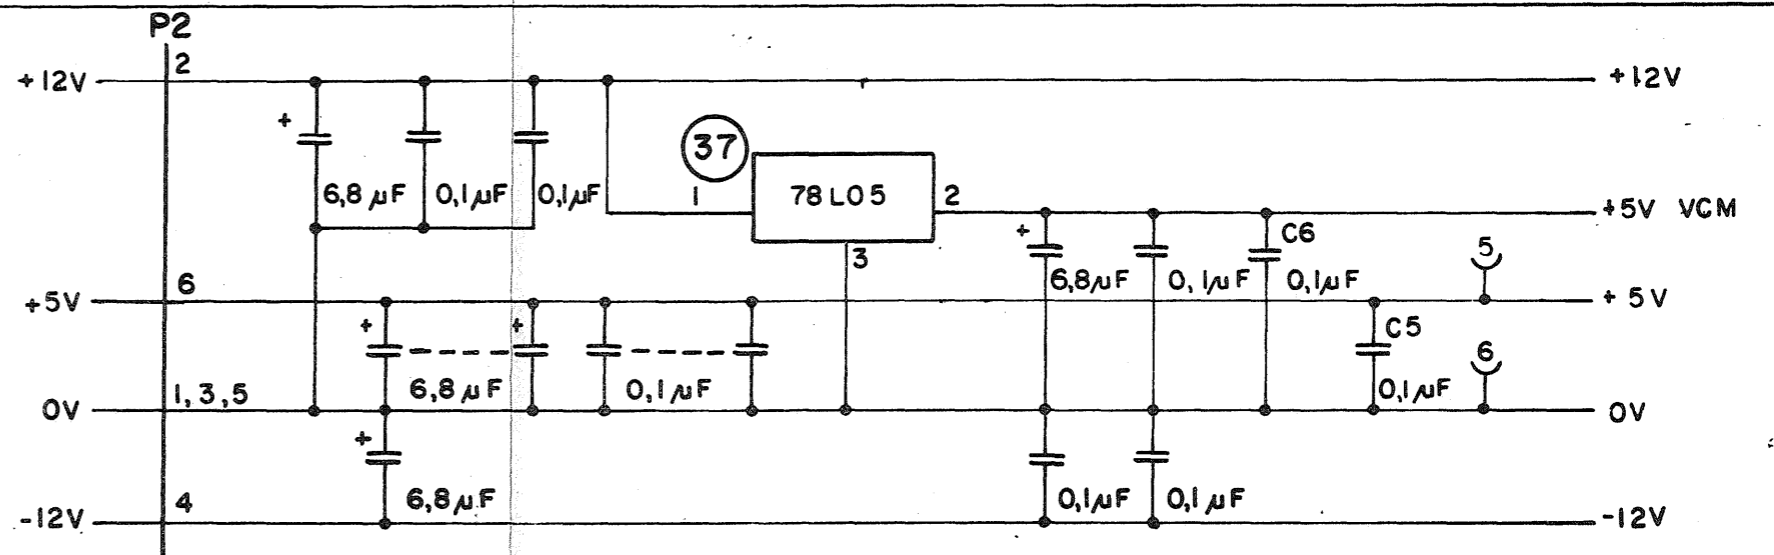 P2
2
+12V
+12V
+
37
6,8 µF
0,1µF
0,1µF
1
78L05
2
+5V VCM
+
C6
5
3
6
6,8µF
0,1µF
0,1µF
+5V
+5V
+
+
C5
6
6,8µF
0,1µF
0,1µF
1,3,5
0V
0V
+
4
6,8µF
0,1µF
0,1µF
-12V
-12V